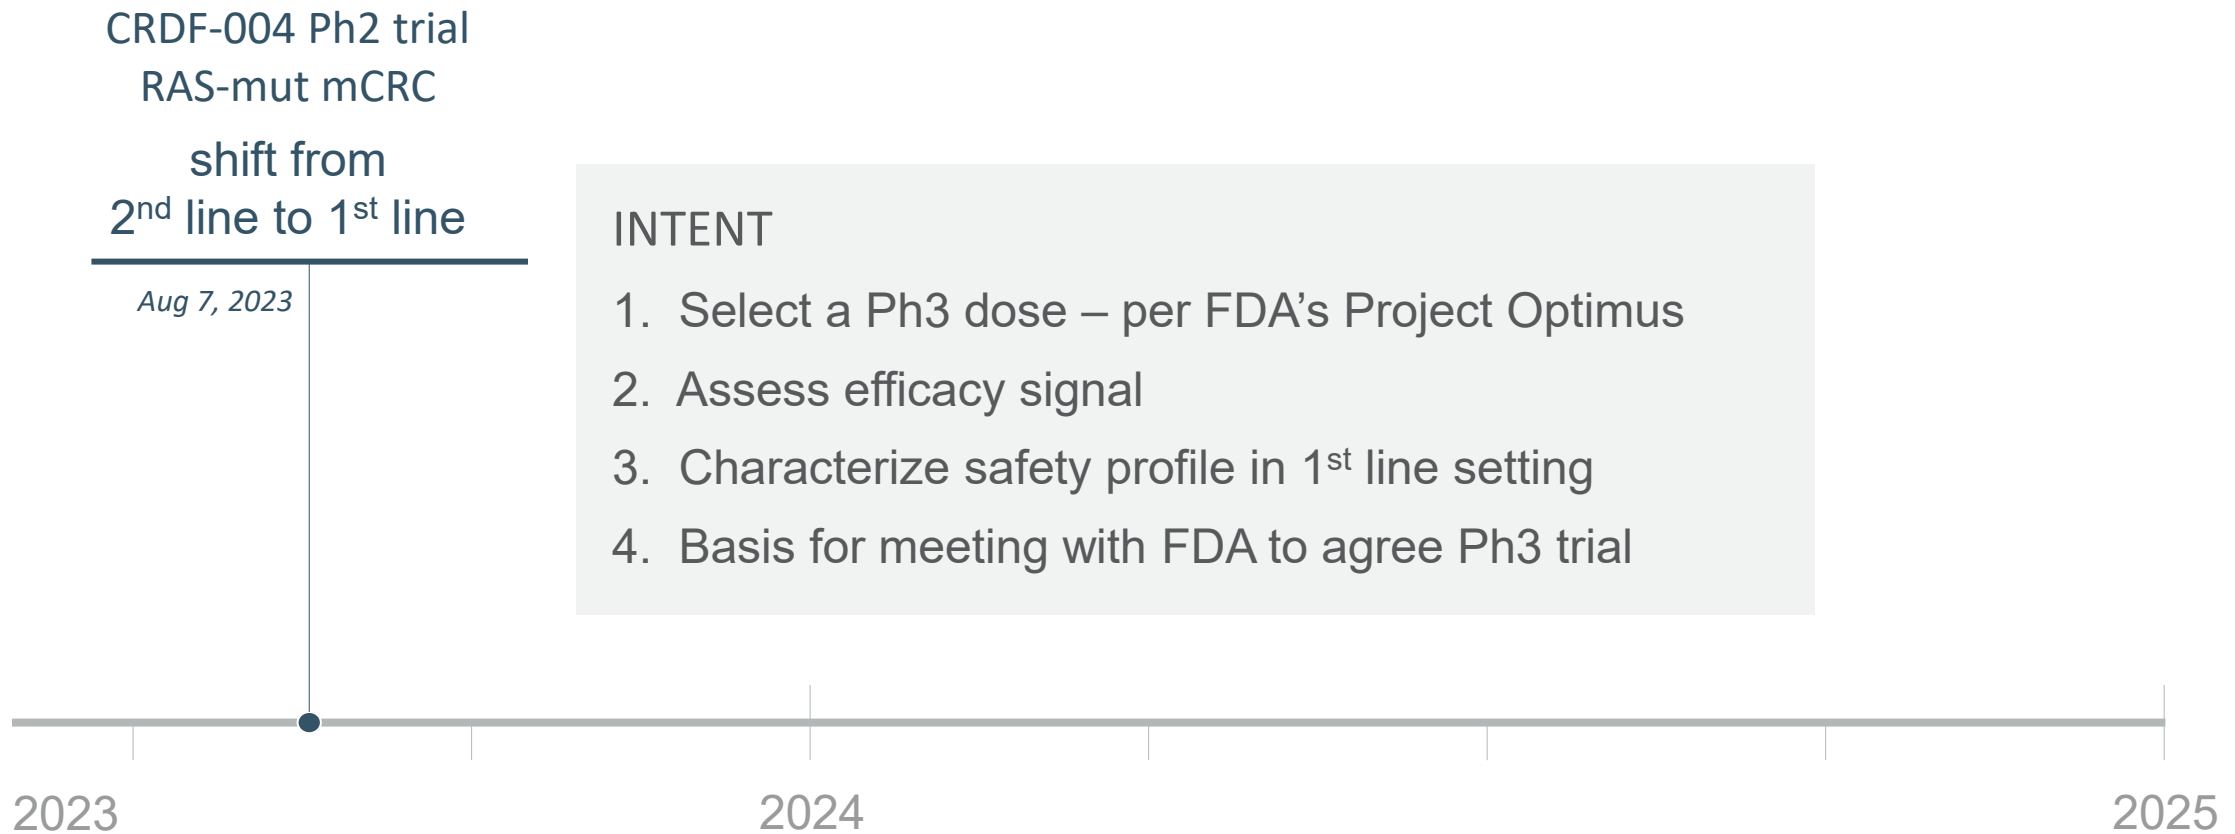 CRDF-004 Ph2 trial
RAS-mut mCRC
shift from
2nd line to 1st line
Aug 7, 2023
INTENT
1. Select a Ph3 dose – per FDA’s Project Optimus
2. Assess efficacy signal
3. Characterize safety profile in 1st line setting
4. Basis for meeting with FDA to agree Ph3 trial
2023
2024
2025